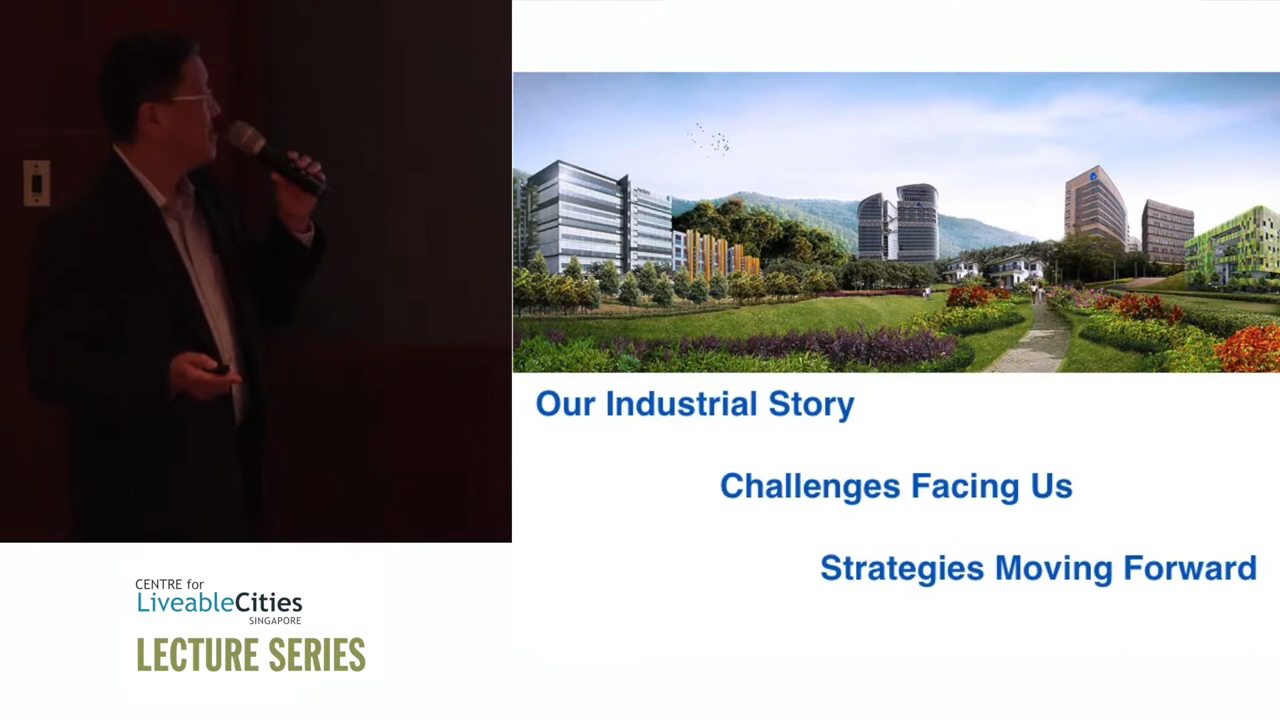 Our Industrial Story
Challenges Facing Us
Strategies Moving Forward
CENTRE for
LiveableCities
SINGAPORE
LECTURE SERIES